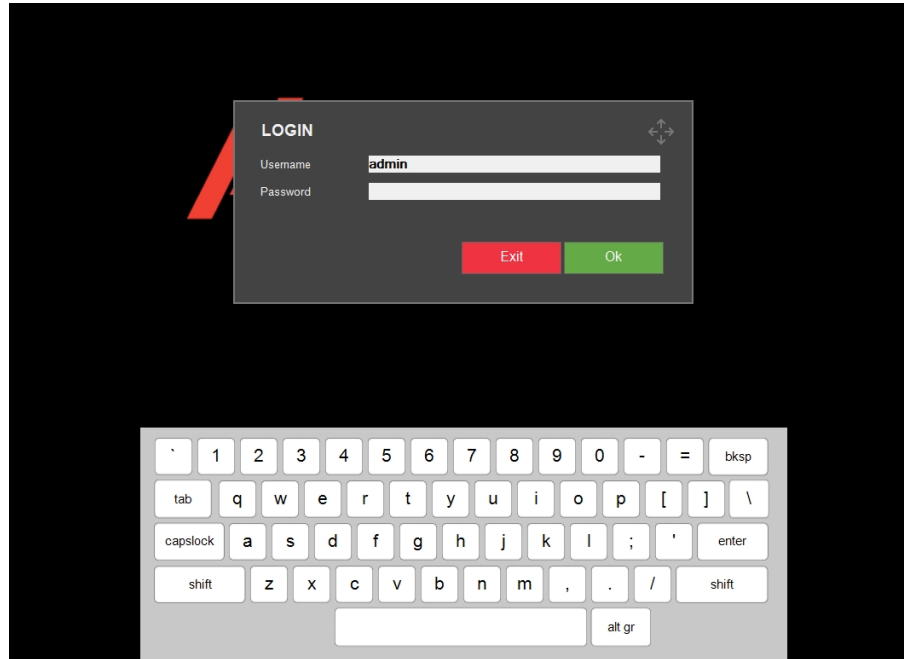 LOGIN
Username admin
Password
Exit Ok
` 1 2 3 4 5 6 7 8 9 0 - = bksp
tab q w e r t y u i o p [ ] \
capslock a s d f g h j k l ; ' enter
shift z x c v b n m , . / shift
alt gr